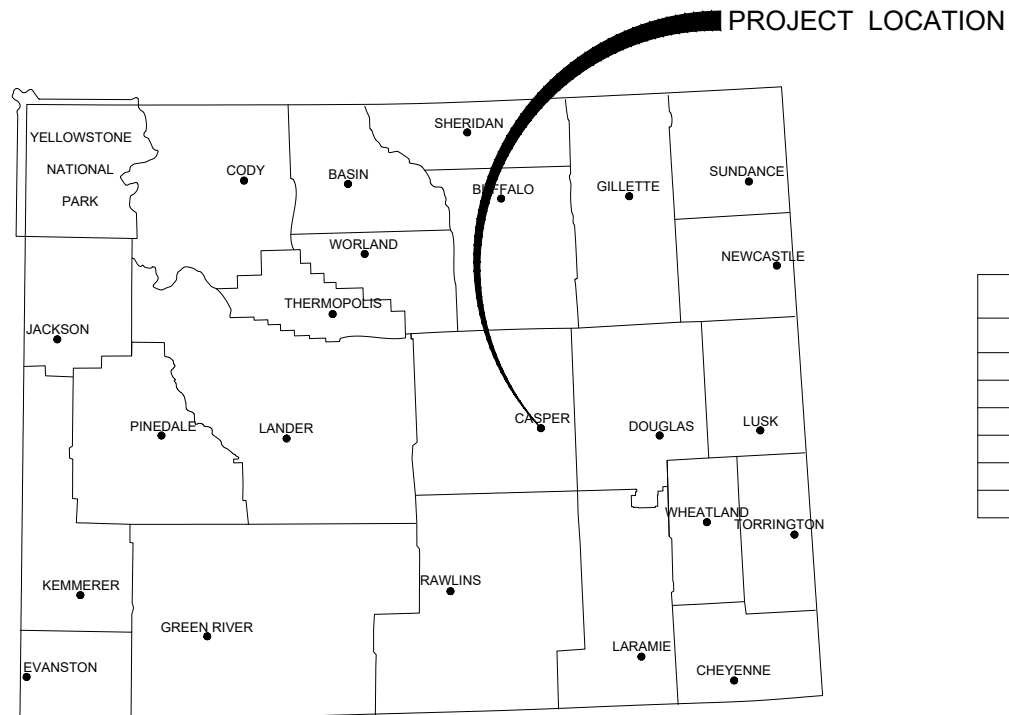 PROJECT LOCATION
SHERIDAN
YELLOWSTONE
NATIONAL
PARK
CODY
BASIN
BUFFALO
GILLETTE
SUNDANCE
WORLAND
NEWCASTLE
THERMOPOLIS
JACKSON
PINEDALE
LANDER
CASPER
DOUGLAS
LUSK
WHEATLAND
TORRINGTON
KEMMERER
RAWLINS
GREEN RIVER
LARAMIE
EVANSTON
CHEYENNE